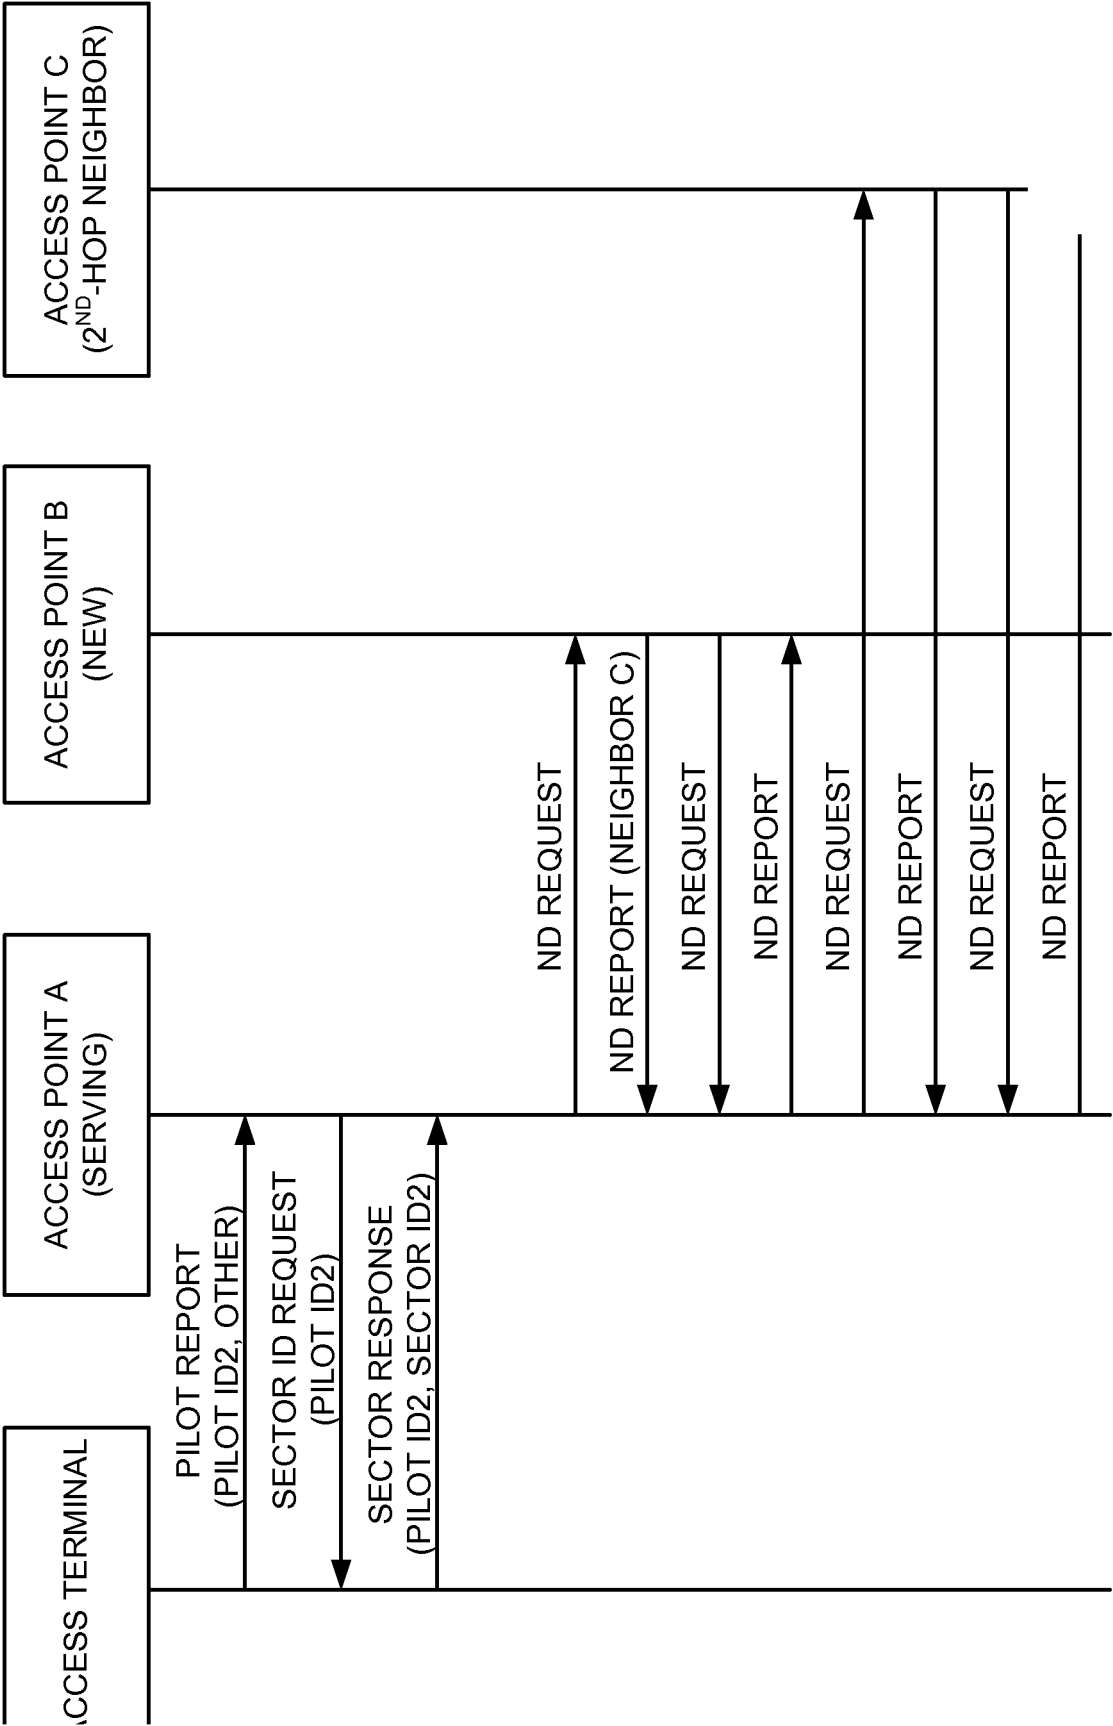 CCESS TERMINAL
ACCESS POINT A
(SERVING)
ACCESS POINT B
(NEW)
ACCESS POINT C
(2ND-HOP NEIGHBOR)
PILOT REPORT
(PILOT ID2, OTHER)
SECTOR ID REQUEST
(PILOT ID2)
SECTOR RESPONSE
(PILOT ID2, SECTOR ID2)
ND REQUEST
ND REPORT (NEIGHBOR C)
ND REQUEST
ND REPORT
ND REQUEST
ND REPORT
ND REQUEST
ND REPORT